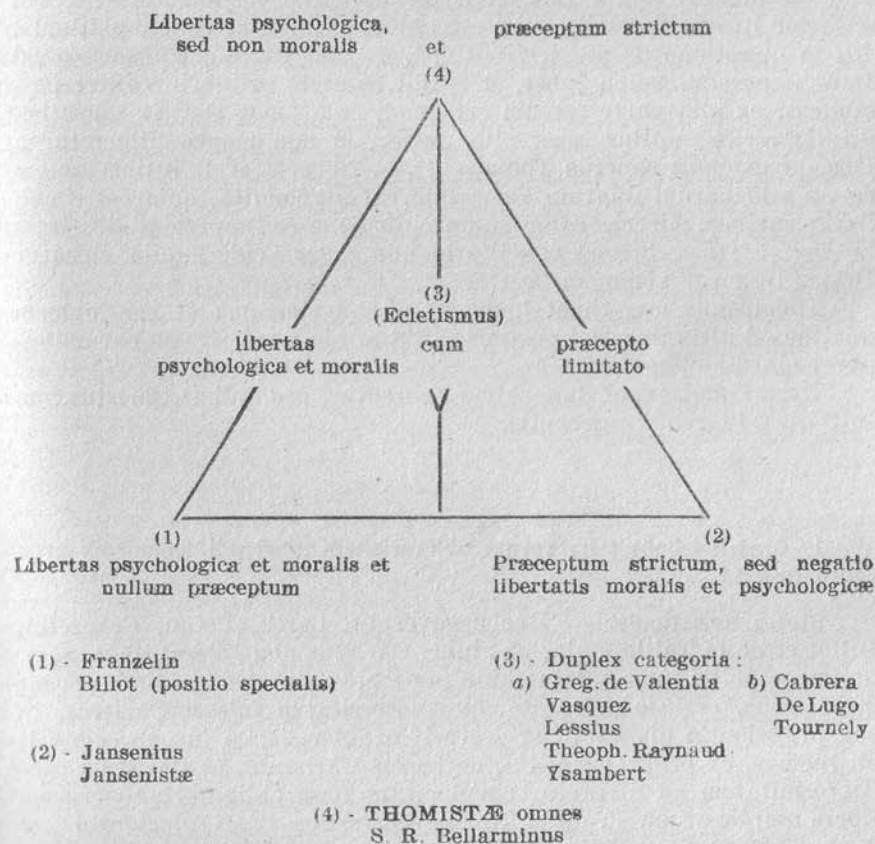 Libertas psychologica, præceptum strictum
sed non moralis et
(4)
(3)
(Ecletismus)
libertas cum præcepto
psychologica et moralis limitato
(1) (2)
Libertas psychologica et moralis et
nullum præceptum
Præceptum strictum, sed negatio
libertatis moralis et psychologicæ
(1) - Franzelin
Billot (positio specialis)
(2) - Jansenius
Jansenistæ
(3) - Duplex categoria :
a) Greg. de Valentia b) Cabrera
Vasquez De Lugo
Lessius Tournely
Theoph. Raynaud
Ysambert
(4) - THOMISTÆ omnes
S. R. Bellarminus